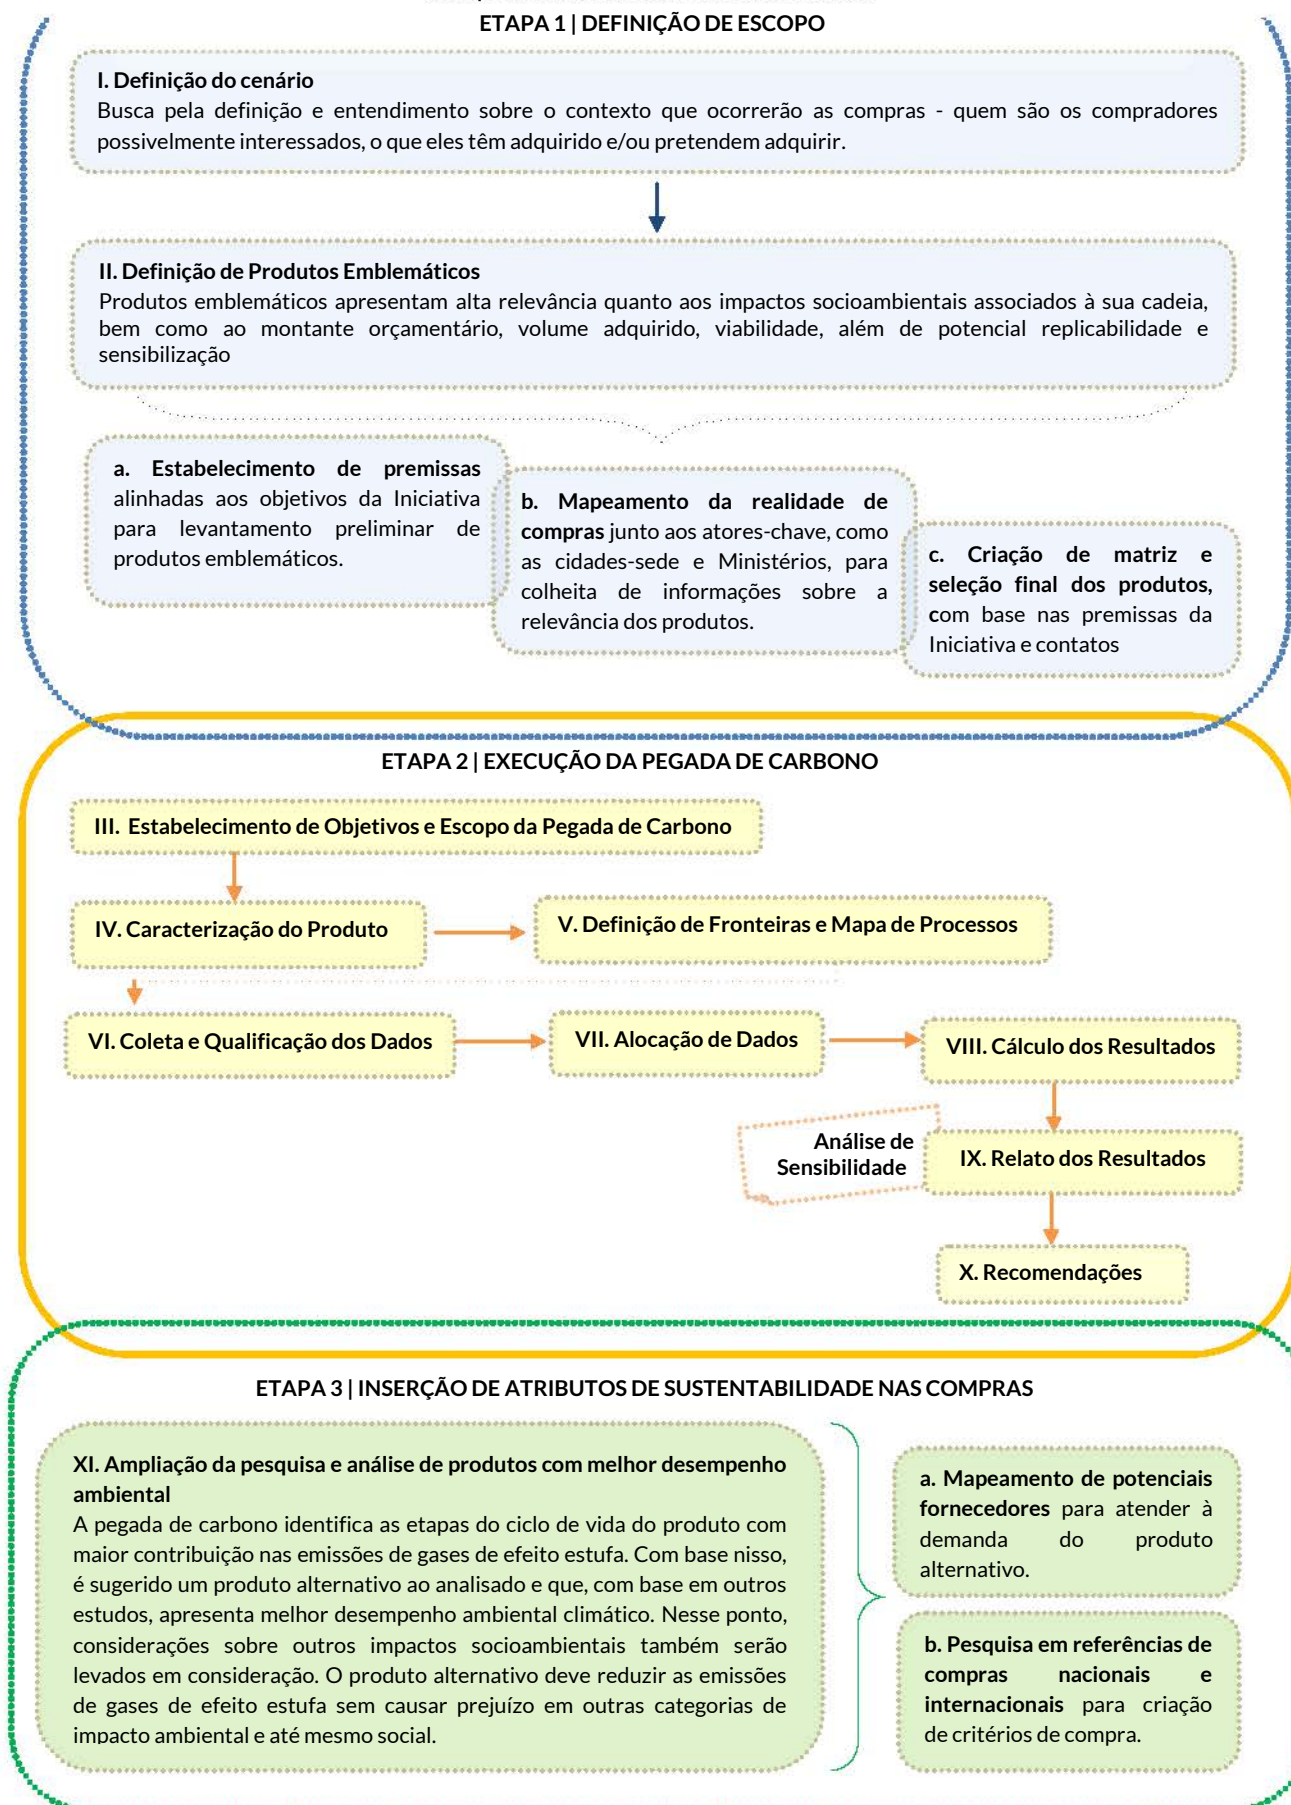 ETAPA 1 | DEFINIÇÃO DE ESCOPO
I. Definição do cenário
Busca pela definição e entendimento sobre o contexto que ocorrerão as compras - quem são os compradores
possivelmente interessados, o que eles têm adquirido e/ou pretendem adquirir.
II. Definição de Produtos Emblemáticos
Produtos emblemáticos apresentam alta relevância quanto aos impactos socioambientais associados à sua cadeia,
bem como ao montante orçamentário, volume adquirido, viabilidade, além de potencial replicabilidade e
sensibilização
a. Estabelecimento de premissas
alinhadas aos objetivos da Iniciativa
para levantamento preliminar de
produtos emblemáticos.
b. Mapeamento da realidade de
compras junto aos atores-chave, como
as cidades-sede e Ministérios, para
colheita de informações sobre a
relevância dos produtos.
c. Criação de matriz e
seleção final dos produtos,
com base nas premissas da
Iniciativa e contatos
ETAPA 2 | EXECUÇÃO DA PEGADA DE CARBONO
III. Estabelecimento de Objetivos e Escopo da Pegada de Carbono
IV. Caracterização do Produto
V. Definição de Fronteiras e Mapa de Processos
VI. Coleta e Qualificação dos Dados
VII. Alocação de Dados
VIII. Cálculo dos Resultados
Análise de
Sensibilidade
IX. Relato dos Resultados
X. Recomendações
ETAPA 3 | INSERÇÃO DE ATRIBUTOS DE SUSTENTABILIDADE NAS COMPRAS
XI. Ampliação da pesquisa e análise de produtos com melhor desempenho
ambiental
A pegada de carbono identifica as etapas do ciclo de vida do produto com
maior contribuição nas emissões de gases de efeito estufa. Com base nisso,
é sugerido um produto alternativo ao analisado e que, com base em outros
estudos, apresenta melhor desempenho ambiental climático. Nesse ponto,
considerações sobre outros impactos socioambientais também serão
levados em consideração. O produto alternativo deve reduzir as emissões
de gases de efeito estufa sem causar prejuízo em outras categorias de
impacto ambiental e até mesmo social.
a. Mapeamento de potenciais
fornecedores para atender à
demanda do produto
alternativo.
b. Pesquisa em referências de
compras nacionais e
internacionais para criação
de critérios de compra.